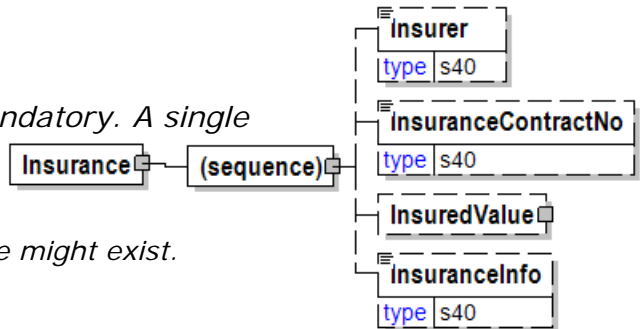 Insurer
type s40
ndatory. A single
InsuranceContractNo
type s40
Insurance
(sequence)
InsuredValue
e might exist.
InsuranceInfo
type s40